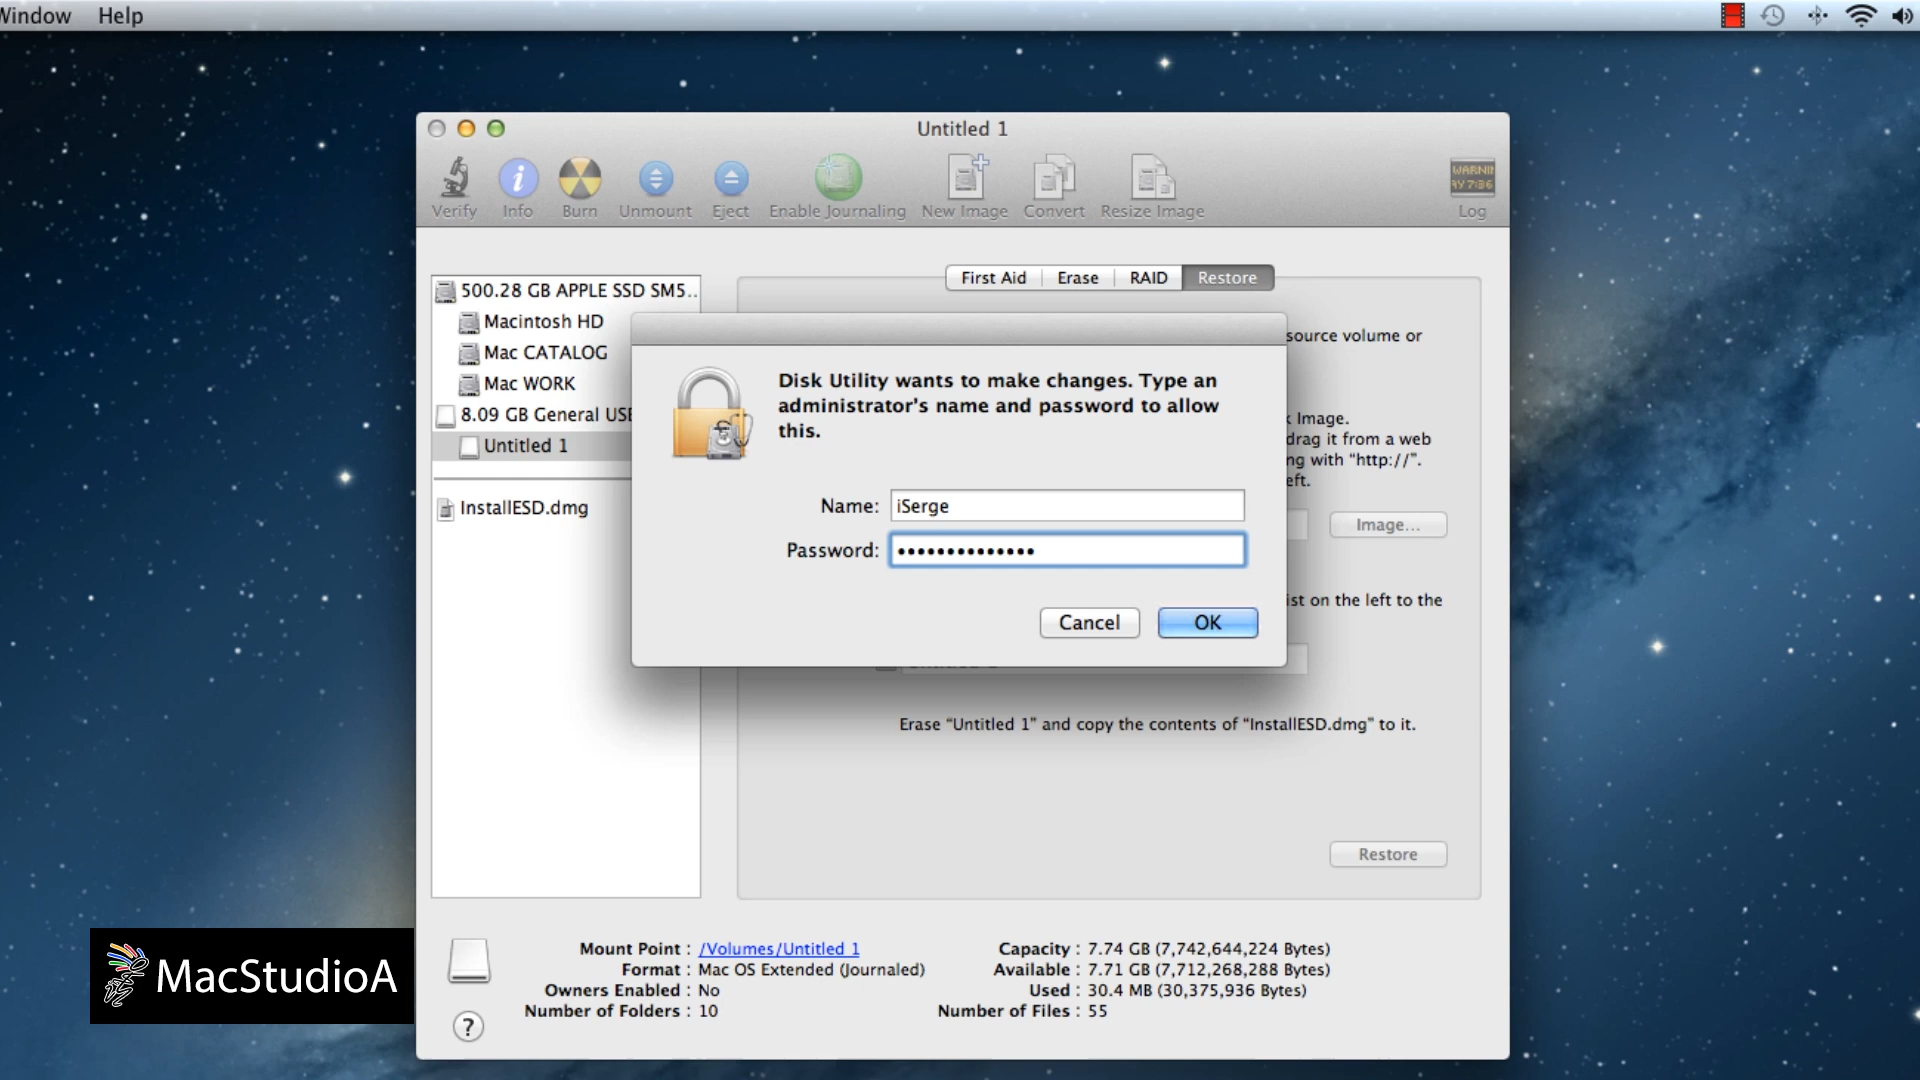 Window Help
Untitled 1
WARNIN
AY 7:36
Verify Info Burn Unmount Eject Enable Journaling New Image Convert Resize Image Log
First Aid Erase RAID Restore
500.28 GB APPLE SSD SM5...
Macintosh HD
Mac CATALOG
Mac WORK
8.09 GB General USB
Untitled 1
InstallESD.dmg
source volume or
Image.
drag it from a web
ng with “http://”.
eft.
Image...
ist on the left to the
Disk Utility wants to make changes. Type an
administrator's name and password to allow
this.
Name: iSerge
Password: ••••••••••••••
Cancel OK
Erase “Untitled 1” and copy the contents of “InstallESD.dmg” to it.
Restore
Mount Point : /Volumes/Untitled 1
Format : Mac OS Extended (Journaled)
Owners Enabled : No
Number of Folders : 10
Capacity : 7.74 GB (7,742,644,224 Bytes)
Available : 7.71 GB (7,712,268,288 Bytes)
Used : 30.4 MB (30,375,936 Bytes)
Number of Files : 55
?
MacStudioA